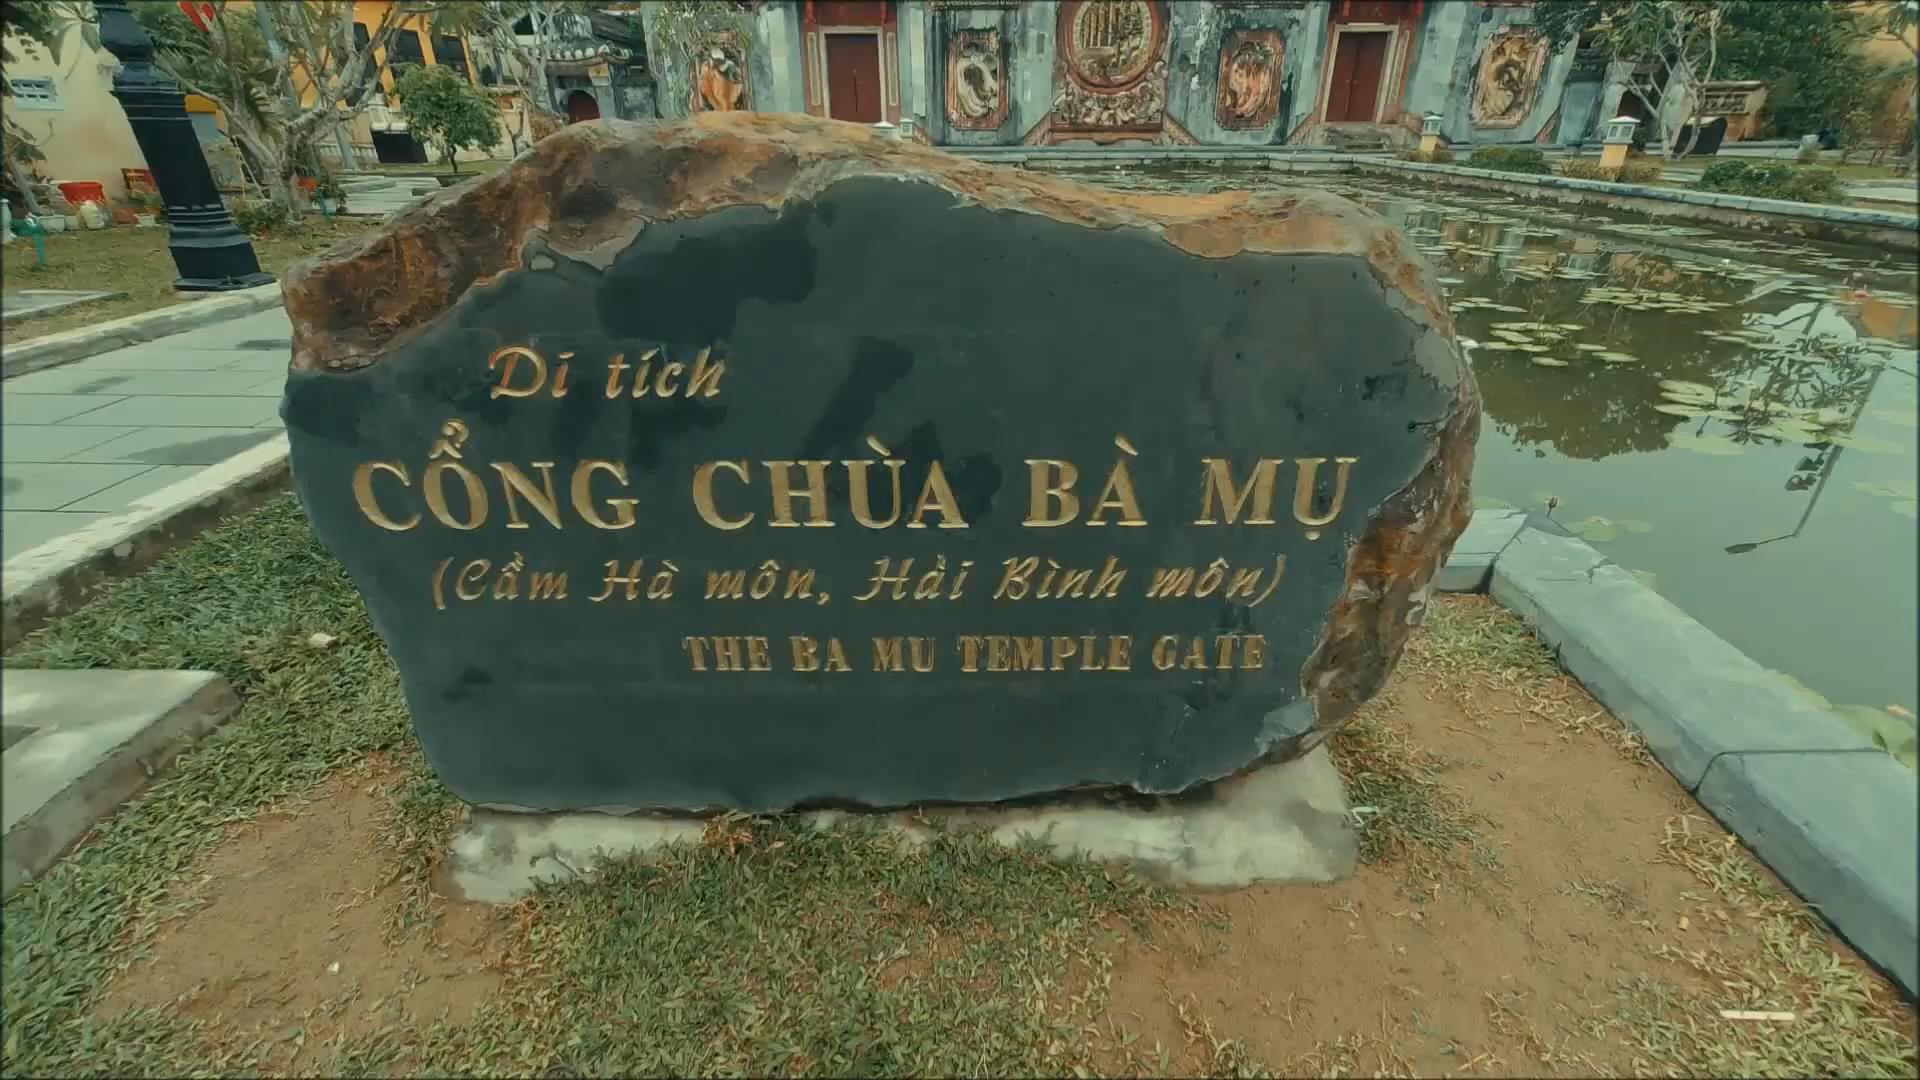 Di tích
CỔNG CHÙA BÀ MỤ
(Cẩm Hà môn, Hải Bình môn)
THE BA MU TEMPLE GATE